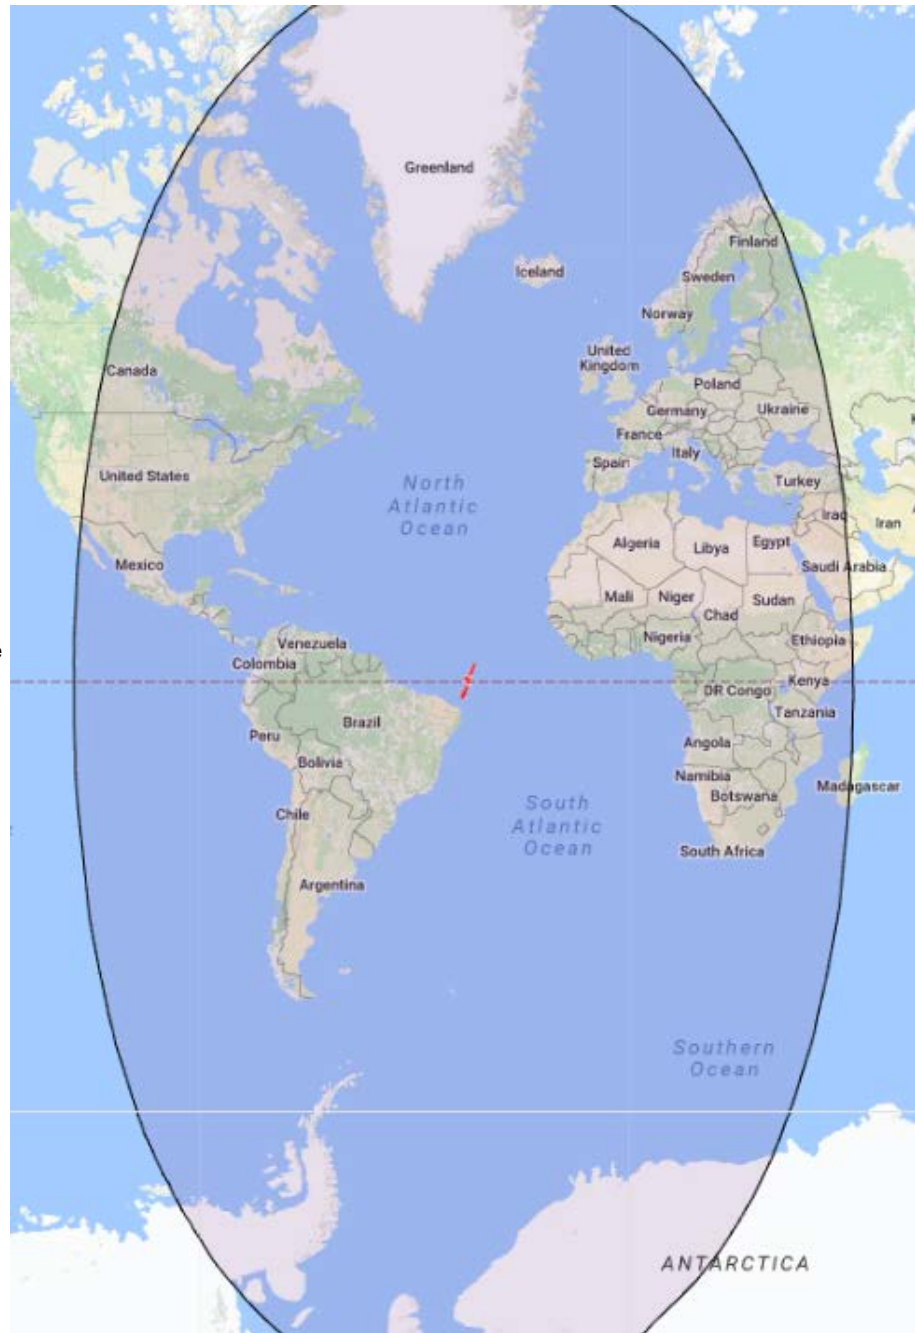 Greenland
Finland
Iceland
Sweden
Norway
United
Kingdom
Canada
Poland
Germany
Ukraine
France
Italy
Spain
United States
Turkey
North
Atlantic
Ocean
Iraq
Iran
Algeria
Libya
Egypt
Mexico
Saudi Arabia
Mali
Niger
Sudan
Chad
Nigeria
Ethiopia
Venezuela
e
Colombia
Kenya
DR Congo
Brazil
Tanzania
Peru
Angola
Bolivia
Namibia
Madagascar
Botswana
South
Atlantic
Ocean
Chile
South Africa
Argentina
Southern
Ocean
ANTARCTICA